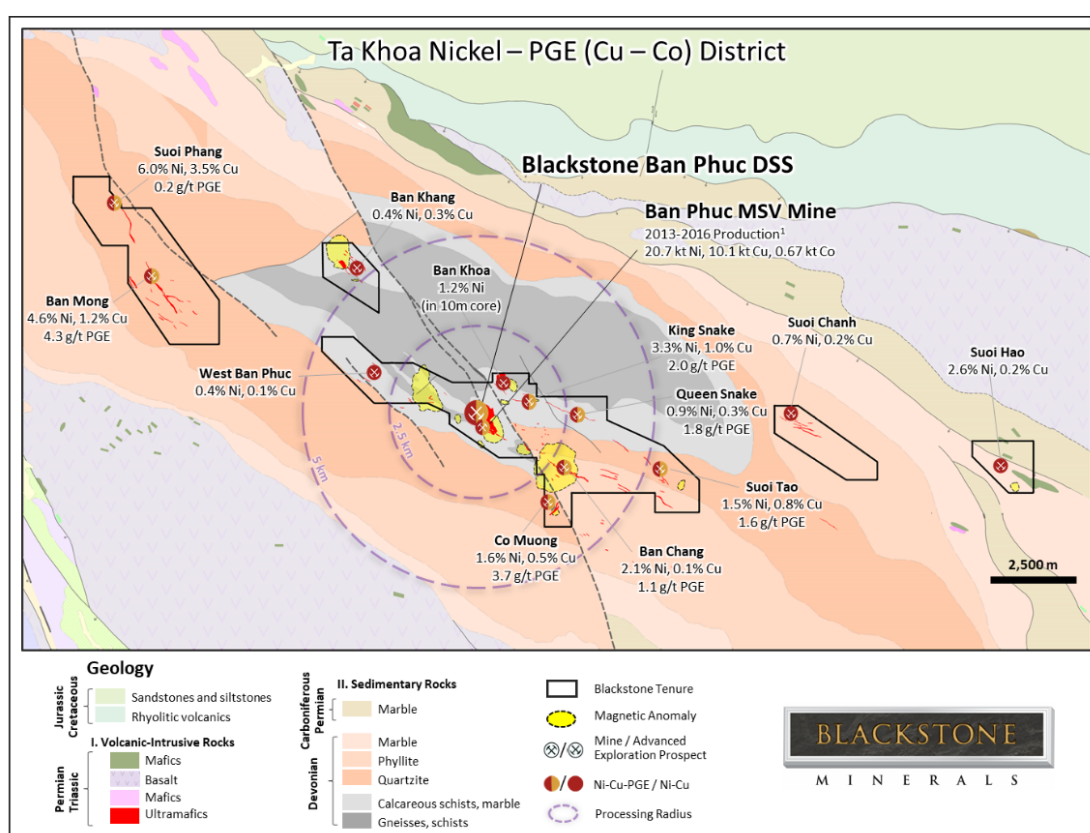 Ta Khoa Nickel – PGE (Cu – Co) District
Blackstone Ban Phuc DSS
Suoi Phang
6.0% Ni, 3.5% Cu
0.2 g/t PGE
Ban Khang
0.4% Ni, 0.3% Cu
Ban Phuc MSV Mine
2013-2016 Production¹
20.7 kt Ni, 10.1 kt Cu, 0.67 kt Co
Ban Khoa
1.2% Ni
(in 10m core)
Ban Mong
4.6% Ni, 1.2% Cu
4.3 g/t PGE
King Snake
3.3% Ni, 1.0% Cu
2.0 g/t PGE
Suoi Chanh
0.7% Ni, 0.2% Cu
Suoi Hao
2.6% Ni, 0.2% Cu
West Ban Phuc
0.4% Ni, 0.1% Cu
Queen Snake
0.9% Ni, 0.3% Cu
1.8 g/t PGE
2.5 km
5 km
Suoi Tao
1.5% Ni, 0.8% Cu
1.6 g/t PGE
Co Muong
1.6% Ni, 0.5% Cu
3.7 g/t PGE
Ban Chang
2.1% Ni, 0.1% Cu
1.1 g/t PGE
2,500 m
Geology
Jurassic
Cretaceous
Sandstones and siltstones
Rhyolitic volcanics
I. Volcanic-Intrusive Rocks
Permian
Triassic
Mafics
Basalt
Mafics
Ultramafics
II. Sedimentary Rocks
Carboniferous
Permian
Marble
Devonian
Marble
Phyllite
Quartzite
Calcareous schists, marble
Gneisses, schists
Blackstone Tenure
Magnetic Anomaly
/
Mine / Advanced
Exploration Prospect
/
Ni-Cu-PGE / Ni-Cu
Processing Radius
BLACKSTONE
MINERALS